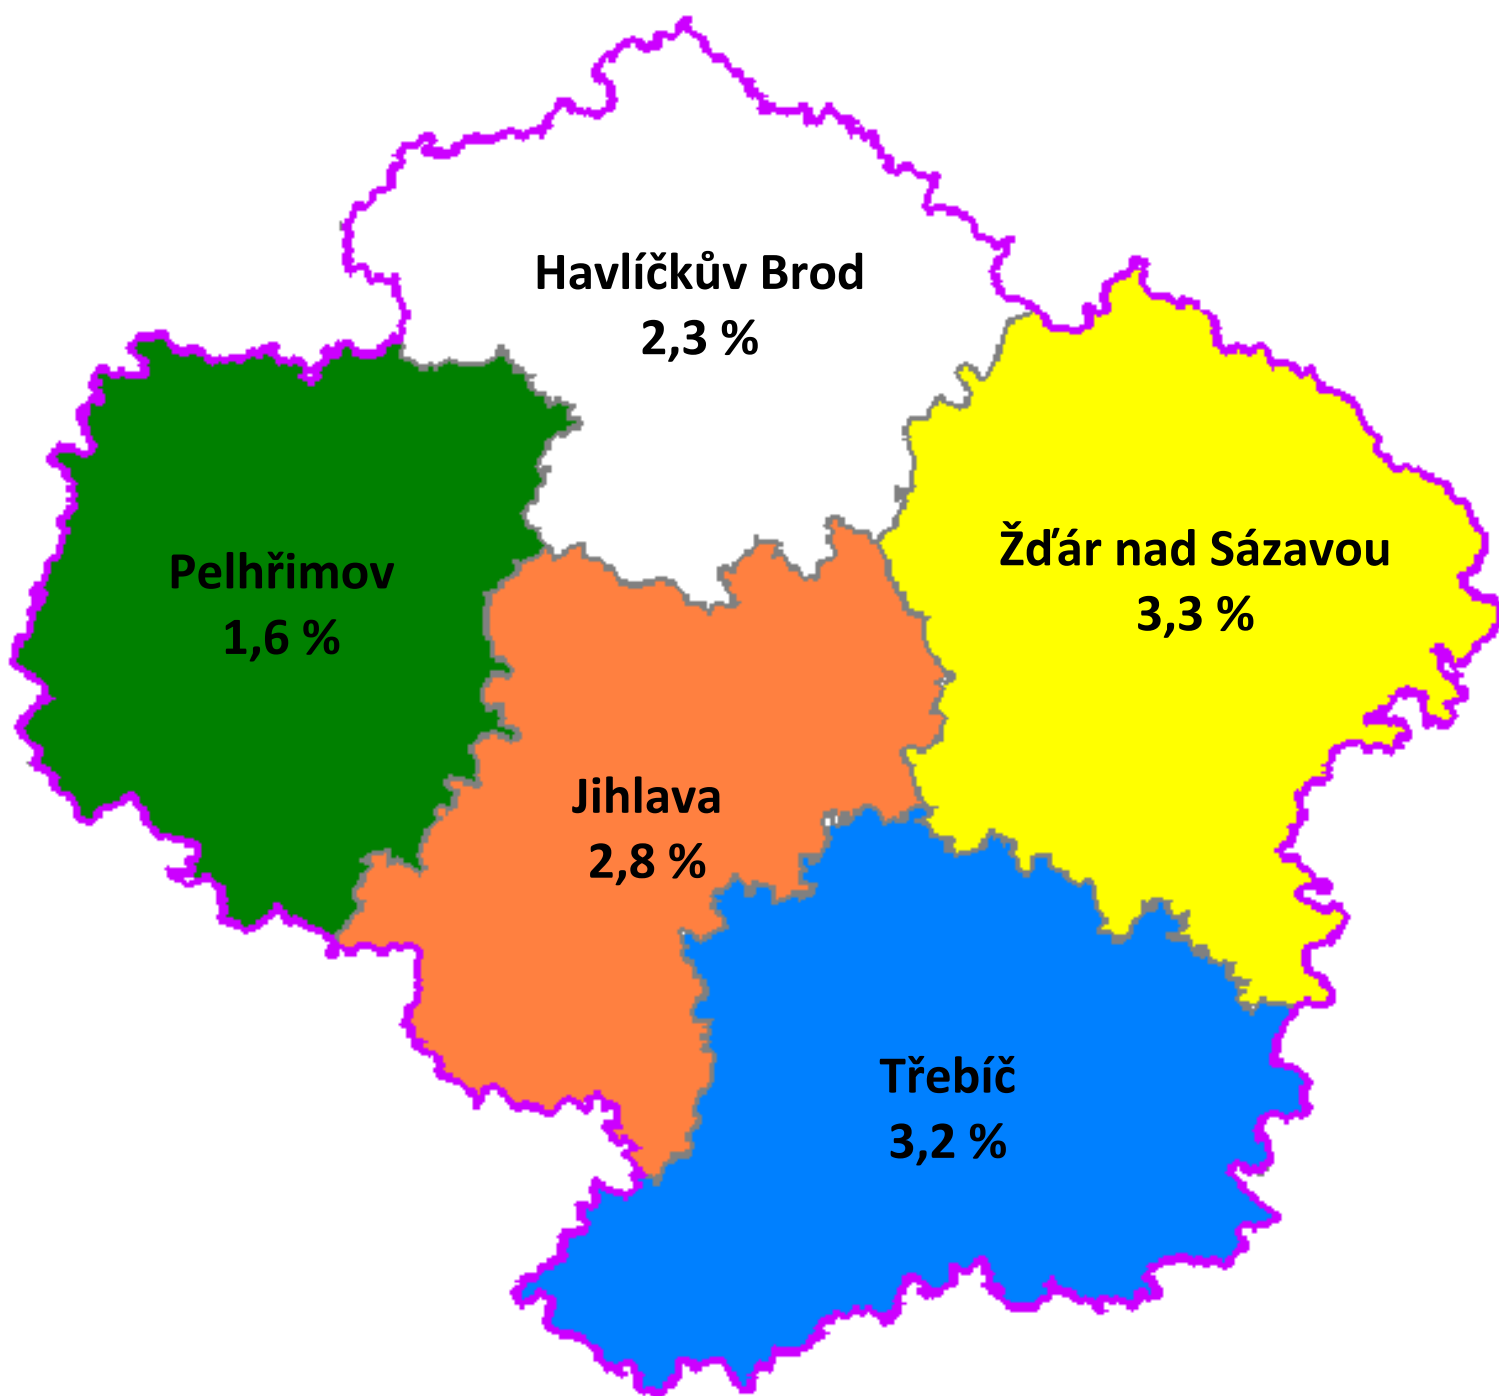 Havlíčkův Brod
2,3 %
Žďár nad Sázavou
3,3 %
Pelhřimov
1,6 %
Jihlava
2,8 %
Třebíč
3,2 %